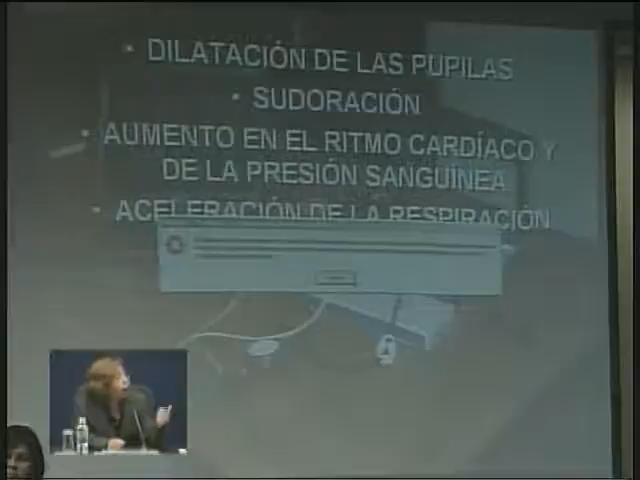 • DILATACIÓN DE LAS PUPILAS
• SUDORACIÓN
• AUMENTO EN EL RITMO CARDÍACO Y
DE LA PRESIÓN SANGUÍNEA
• ACELERACIÓN DE LA RESPIRACIÓN